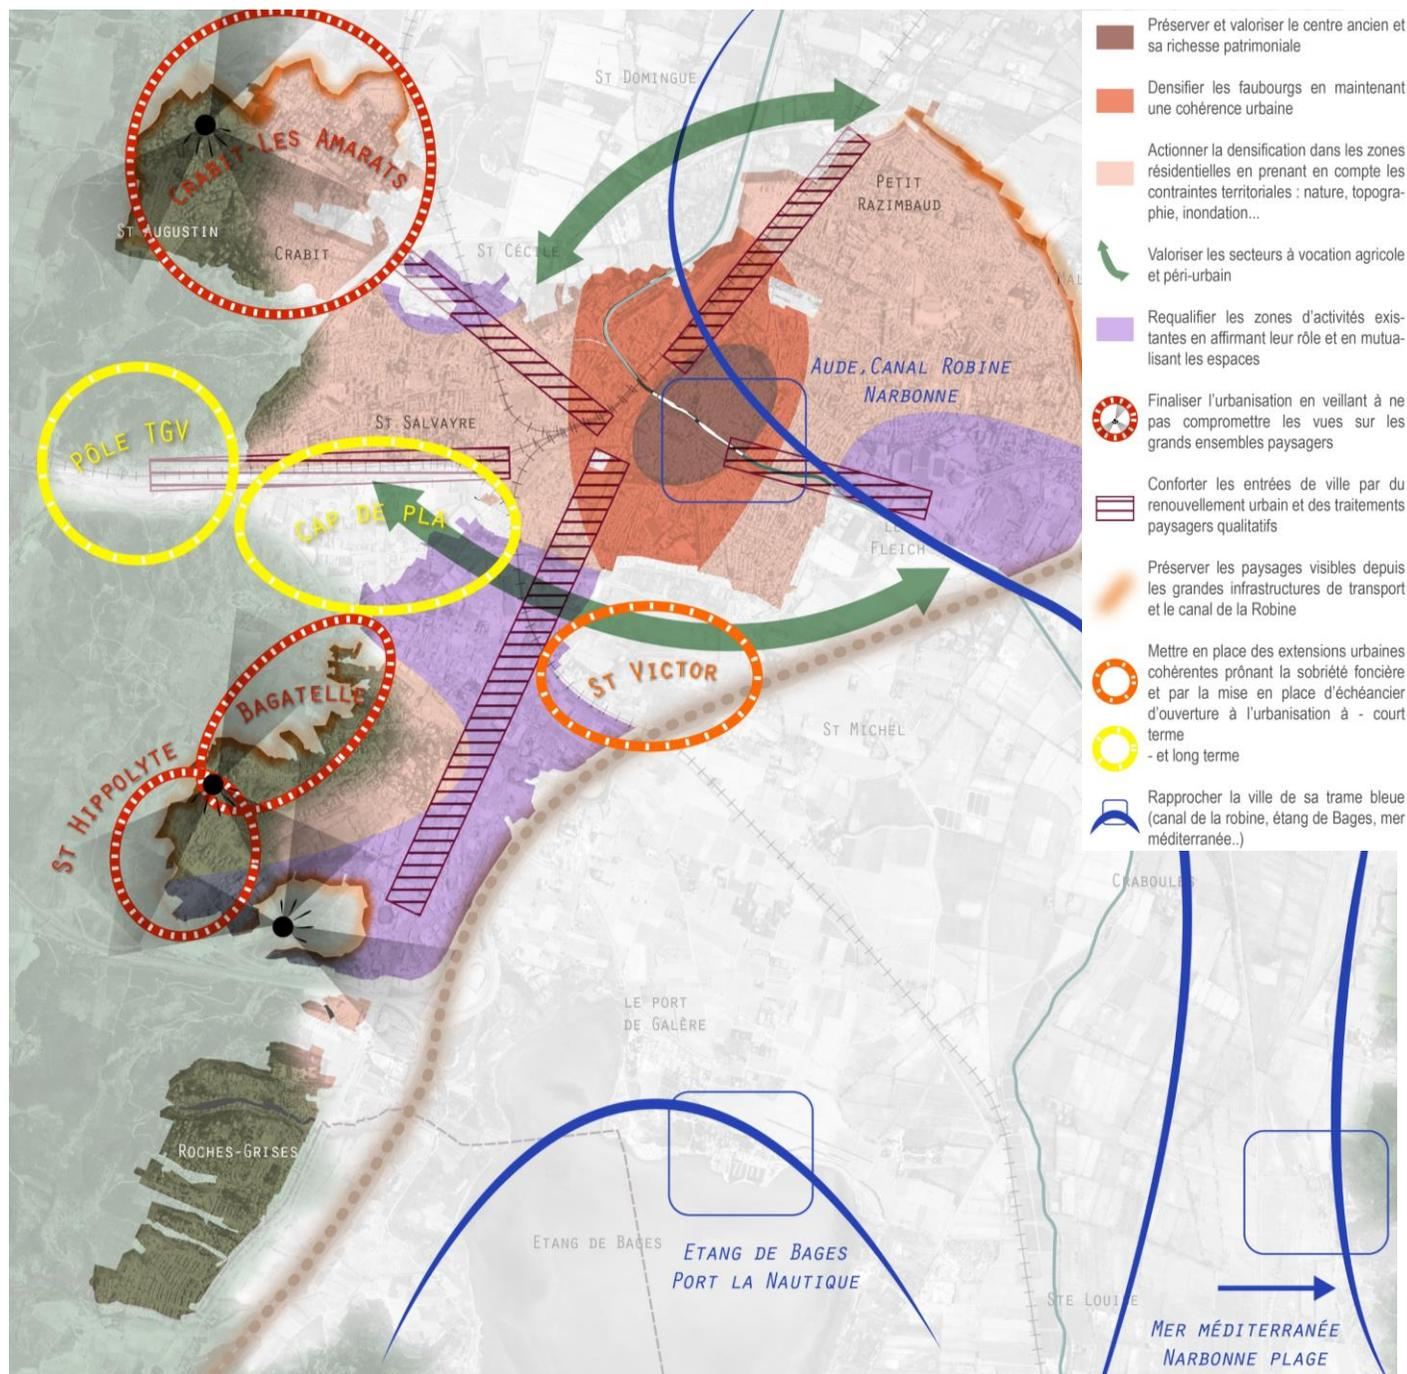 St Domingue
Crabit-Les Amarats
St Augustin
Crabit
St Cécile
Petit
Razimbaud
Aude, Canal Robine
Narbonne
Pôle TGV
St Salvayre
Cap de Pla
Fleich
Bagatelle
St Victor
St Michel
St Hippolyte
Craboules
Le Port
de Galère
Roches-Grises
Etang de Bages
Etang de Bages
Port la Nautique
Ste Louise
Mer Méditerranée
Narbonne Plage
Préserver et valoriser le centre ancien et
sa richesse patrimoniale
Densifier les faubourgs en maintenant
une cohérence urbaine
Actionner la densification dans les zones
résidentielles en prenant en compte les
contraintes territoriales : nature, topogra-
phie, inondation...
Valoriser les secteurs à vocation agricole
et péri-urbain
Requalifier les zones d'activités exis-
tantes en affirmant leur rôle et en mutua-
lisant les espaces
Finaliser l'urbanisation en veillant à ne
pas compromettre les vues sur les
grands ensembles paysagers
Conforter les entrées de ville par du
renouvellement urbain et des traitements
paysagers qualitatifs
Préserver les paysages visibles depuis
les grandes infrastructures de transport
et le canal de la Robine
Mettre en place des extensions urbaines
cohérentes prônant la sobriété foncière
et par la mise en place d'échéancier
d'ouverture à l'urbanisation à - court
terme
- et long terme
Rapprocher la ville de sa trame bleue
(canal de la robine, étang de Bages, mer
méditerranée..)